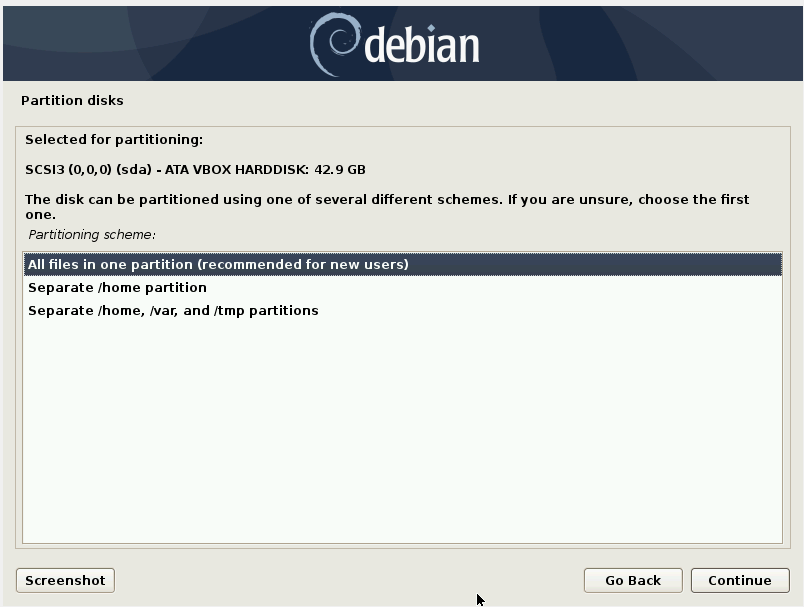 debian
Partition disks
Selected for partitioning:
SCSI3 (0,0,0) (sda) - ATA VBOX HARDDISK: 42.9 GB
The disk can be partitioned using one of several different schemes. If you are unsure, choose the first
one.
Partitioning scheme:
All files in one partition (recommended for new users)
Separate /home partition
Separate /home, /var, and /tmp partitions
Screenshot
Go Back
Continue